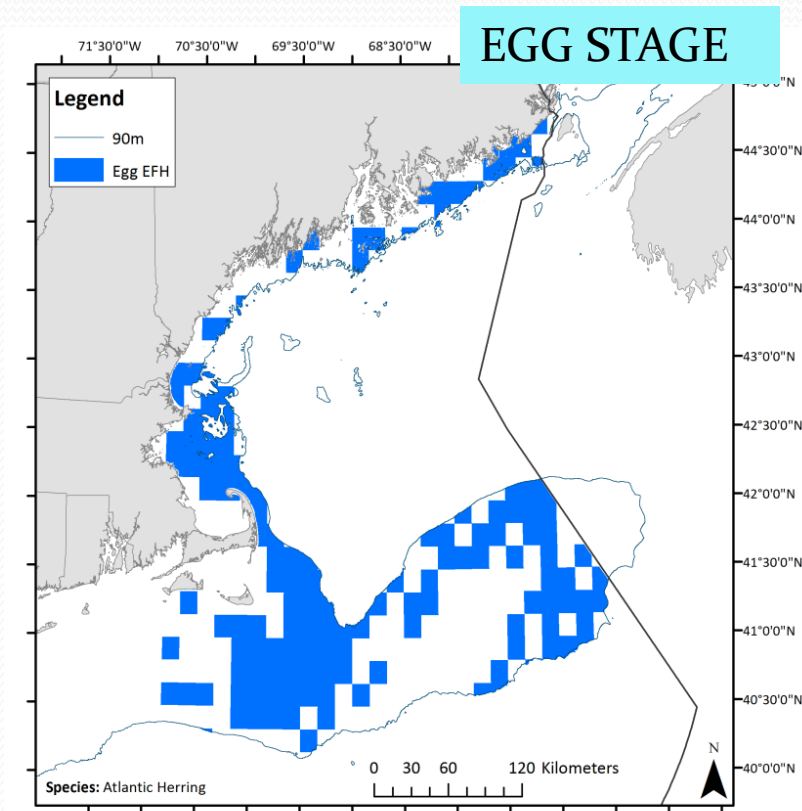 EGG STAGE
71°30'0"W 70°30'0"W 69°30'0"W 68°30'0"W
Legend
90m
Egg EFH
44°30'0"N
44°0'0"N
43°30'0"N
43°0'0"N
42°30'0"N
42°0'0"N
41°30'0"N
41°0'0"N
40°30'0"N
40°0'0"N
N
0 30 60 120 Kilometers
Species: Atlantic Herring